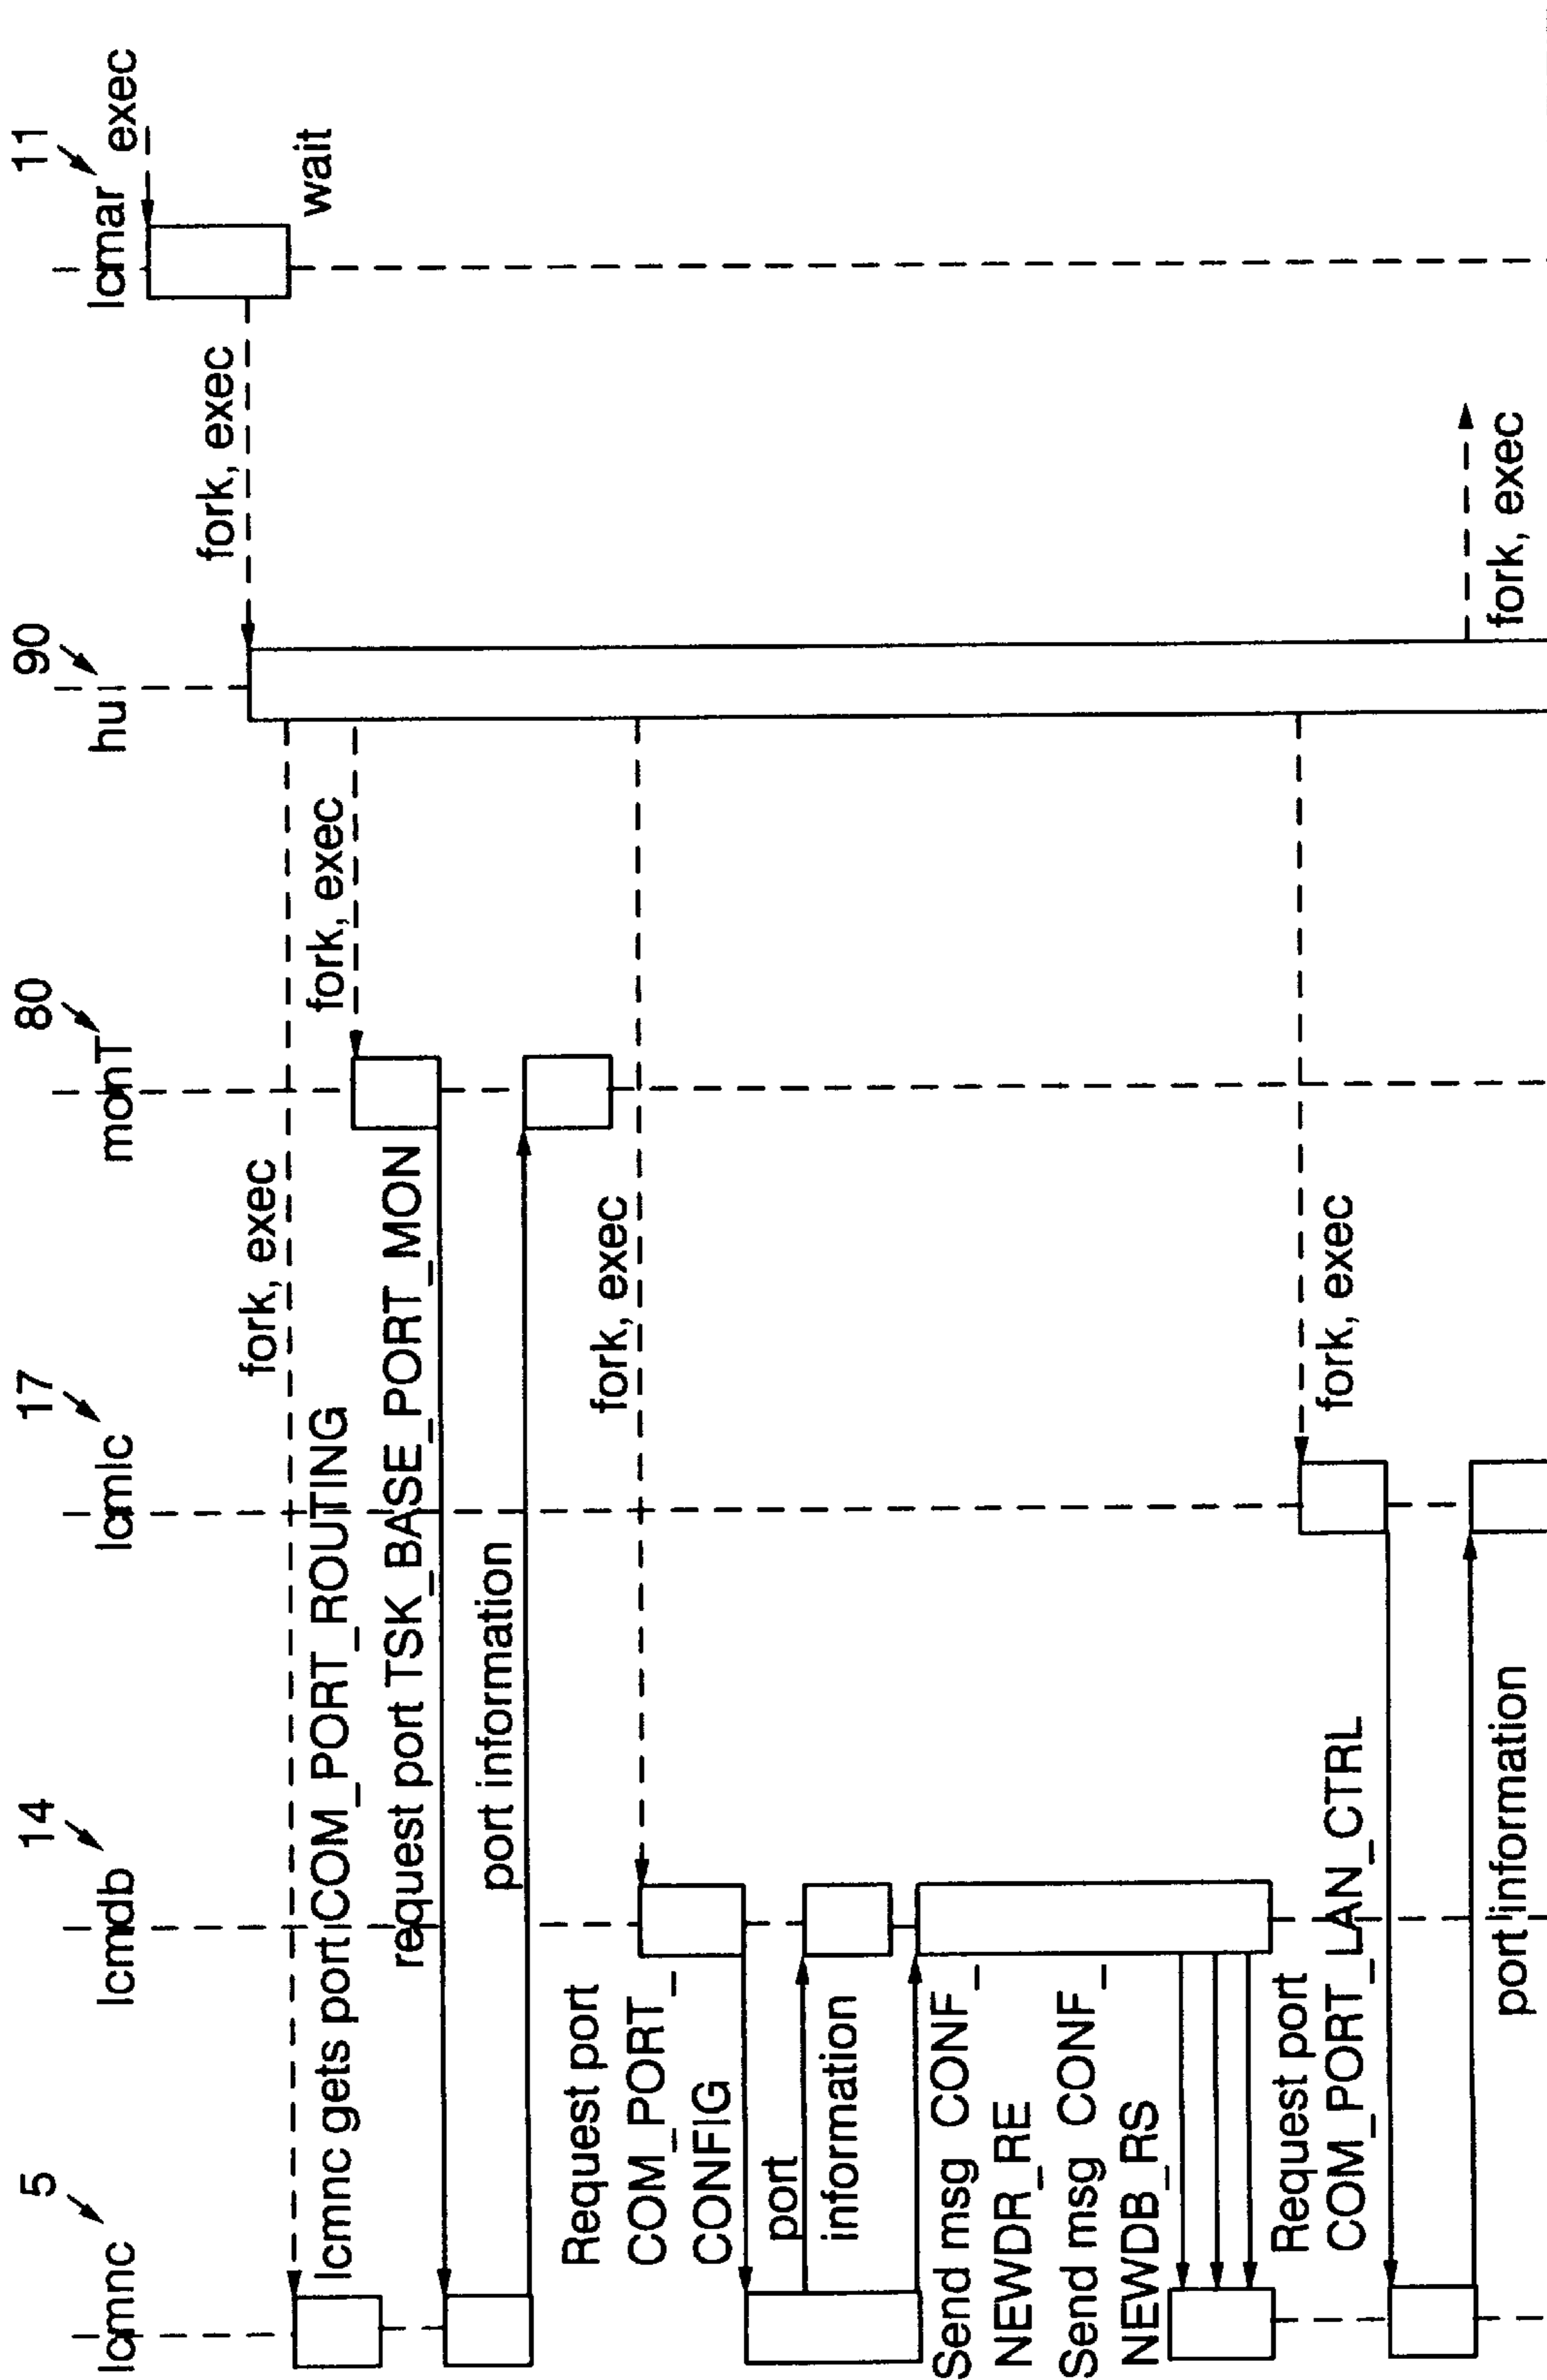 5
lcmnc
14
lcmdb
17
lcmlc
80
monT
90
hui
11
lcmar
exec
wait
fork, exec
fork, exec
lcmnc gets port COM_PORT_ROUTING
fork, exec
request port TSK_BASE_PORT_MON
port information
fork, exec
Request port
COM_PORT_
CONFIG
port
information
Send msg CONF_
NEWDR_RE
Send msg CONF_
NEWDB_RS
fork, exec
Request port
COM_PORT_LAN_CTRL
port information
fork, exec